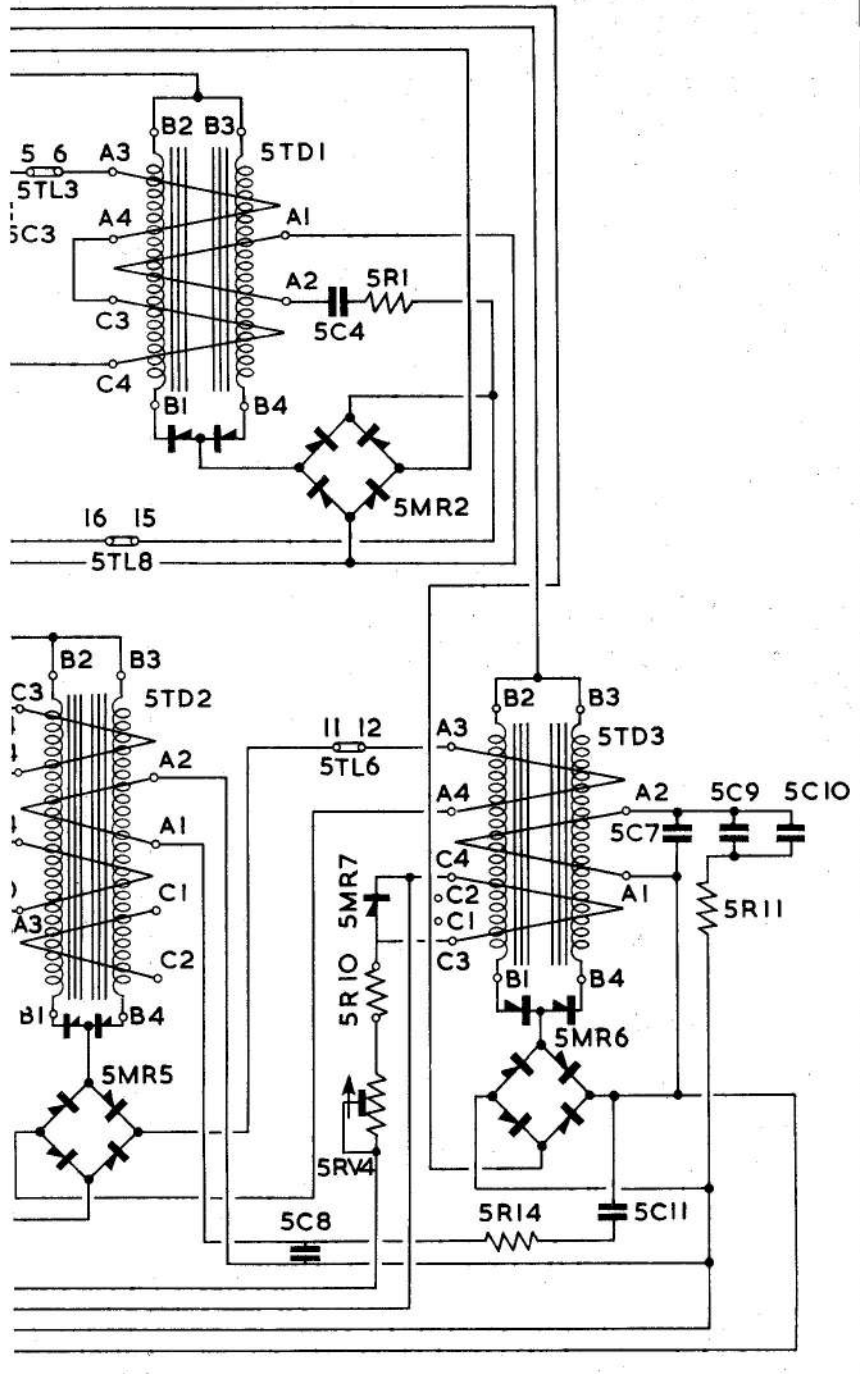 B2 B3
5 6 A3 5TD1
5TL3
A4 A1
5C3
A2 5R1
C3 5C4
C4
B1 B4
5MR2
16 15
5TL8
B2 B3
C3 5TD2
B2 B3
11 12 A3 5TD3
5TL6
A2
A4 A2 5C9 5C10
5C7
A1 C4
5MR7 C2 A1 5R11
C1 C1
A3 C3
C2
5R10 B1 B4
B1 B4
5MR6
5MR5
5RV4
5C8 5R14 5C11